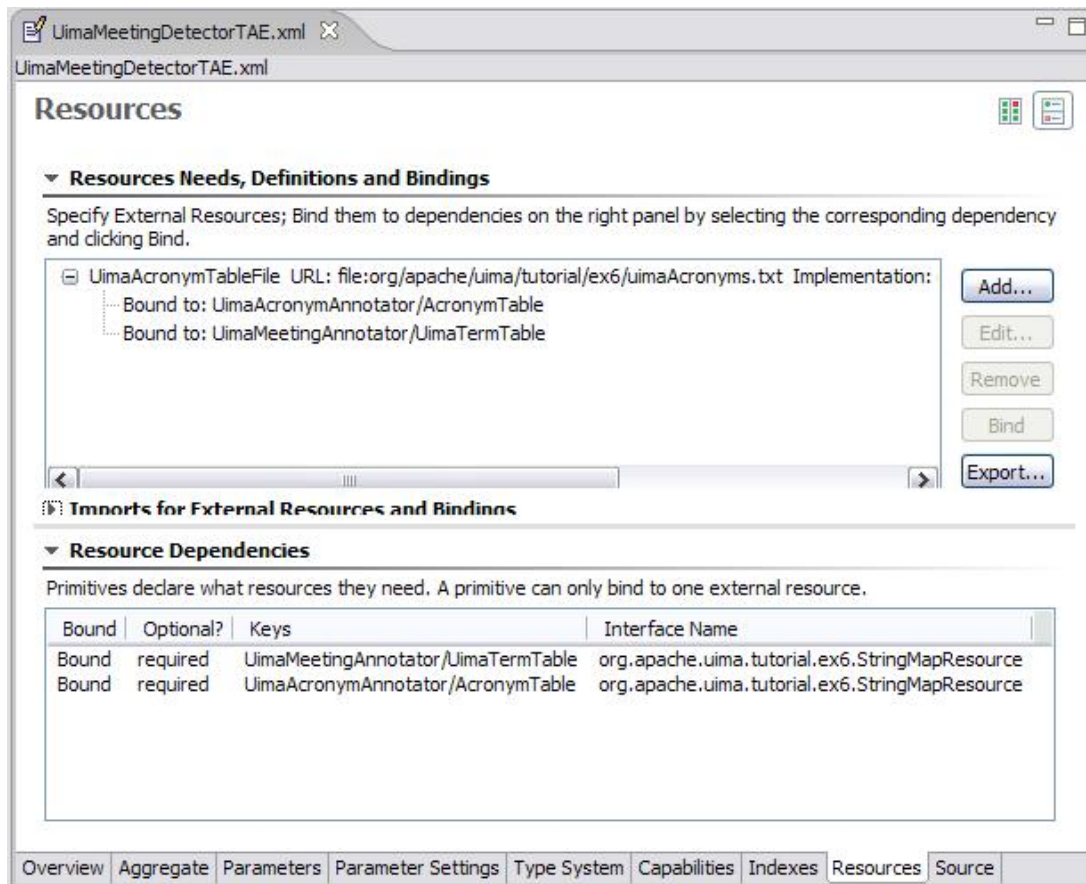 UimaMeetingDetectorTAE.xml
UimaMeetingDetectorTAE.xml
Resources
Resources Needs, Definitions and Bindings
Specify External Resources; Bind them to dependencies on the right panel by selecting the corresponding dependency
and clicking Bind.
UimaAcronymTableFile URL: file:org/apache/uima/tutorial/ex6/uimaAcronyms.txt Implementation:
Bound to: UimaAcronymAnnotator/AcronymTable
Bound to: UimaMeetingAnnotator/UimaTermTable
Add...
Edit...
Remove
Bind
Export...
Imports for External Resources and Bindings
Resource Dependencies
Primitives declare what resources they need. A primitive can only bind to one external resource.
Bound Optional? Keys Interface Name
Bound required UimaMeetingAnnotator/UimaTermTable org.apache.uima.tutorial.ex6.StringMapResource
Bound required UimaAcronymAnnotator/AcronymTable org.apache.uima.tutorial.ex6.StringMapResource
Overview Aggregate Parameters Parameter Settings Type System Capabilities Indexes Resources Source